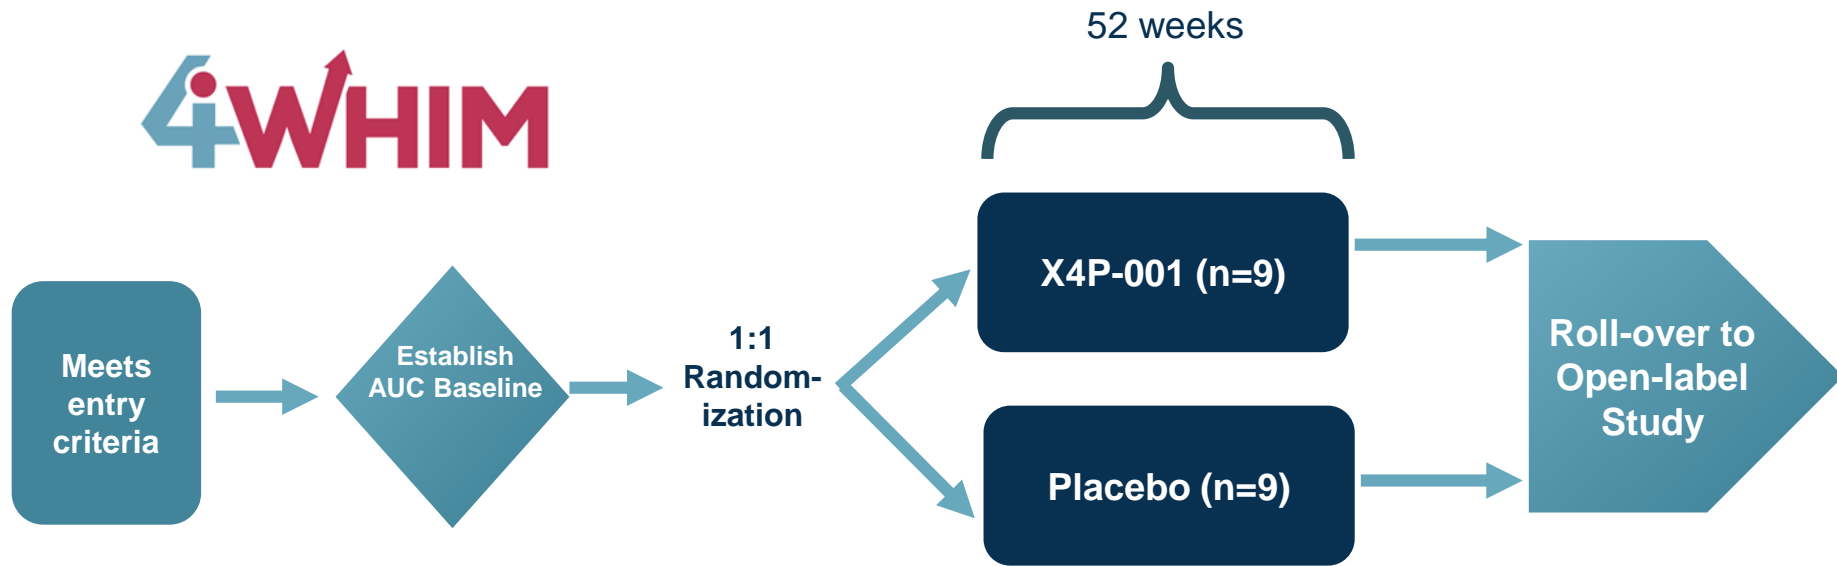 52 weeks
4WHIM
X4P-001 (n=9)
Meets
entry
criteria
Establish
AUC Baseline
1:1
Random-
ization
Placebo (n=9)
Roll-over to
Open-label
Study